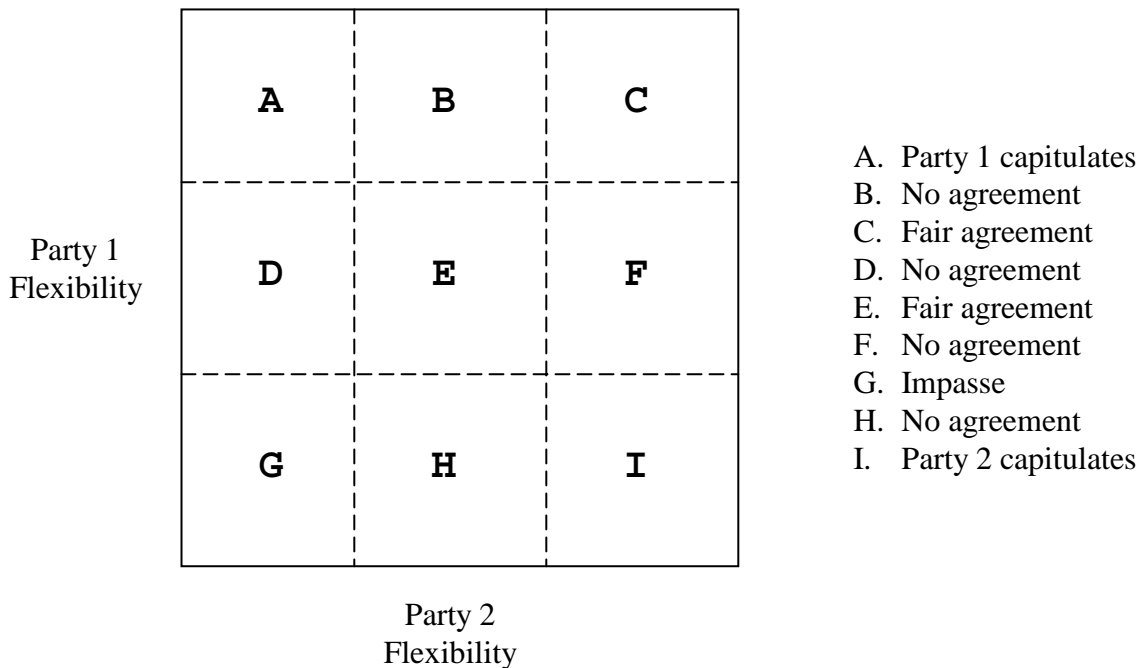 A B C
D E F
G H I
Party 1
Flexibility
Party 2
Flexibility
A. Party 1 capitulates
B. No agreement
C. Fair agreement
D. No agreement
E. Fair agreement
F. No agreement
G. Impasse
H. No agreement
I. Party 2 capitulates